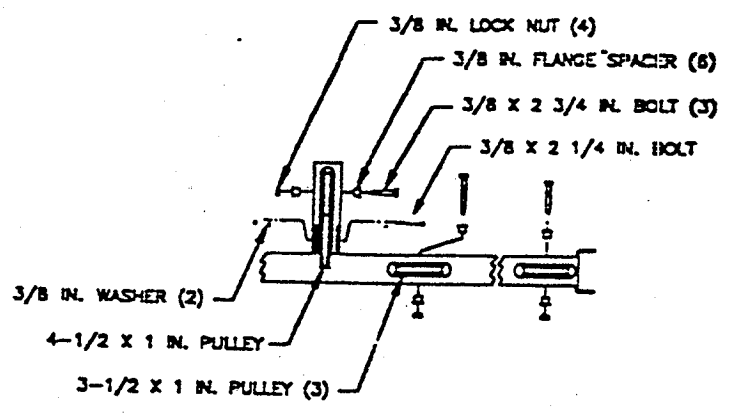 3/8 IN. LOCK NUT (4)
3/8 IN. FLANGE SPACER (6)
3/8 X 2 3/4 IN. BOLT (3)
3/8 X 2 1/4 IN. BOLT
3/8 IN. WASHER (2)
4-1/2 X 1 IN. PULLEY
3-1/2 X 1 IN. PULLEY (3)